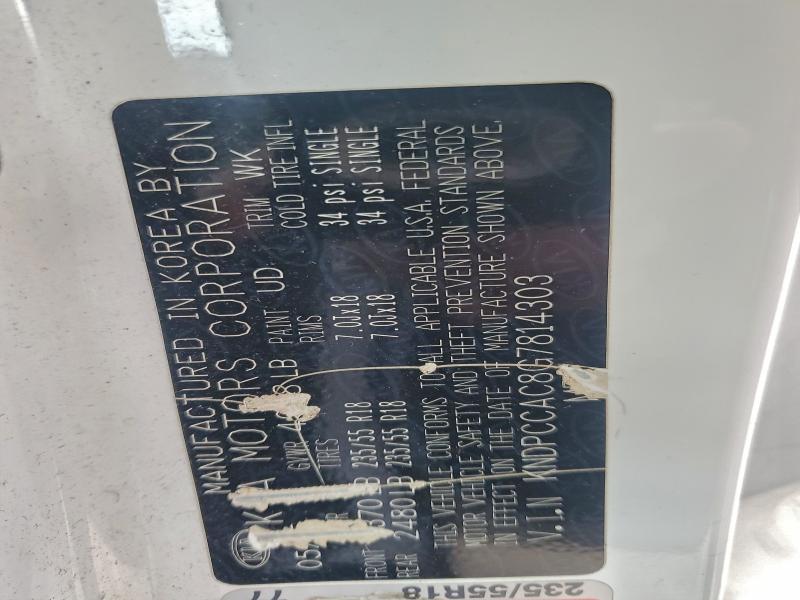 MANUFACTURED IN KOREA BY
KIA MOTORS CORPORATION
05 GVWR LB PAINT UD TRIM WK
TIRES RIMS COLD TIRE INFL
FRONT 235/55 R18 7.0Jx18 34 psi SINGLE
REAR 2480 LB 235/55 R18 7.0Jx18 34 psi SINGLE
THIS VEHICLE CONFORMS TO ALL APPLICABLE U.S.A. FEDERAL
MOTOR VEHICLE SAFETY AND THEFT PREVENTION STANDARDS
IN EFFECT ON THE DATE OF MANUFACTURE SHOWN ABOVE.
V.I.N KNDPCCAC8G7814303
235/55R18